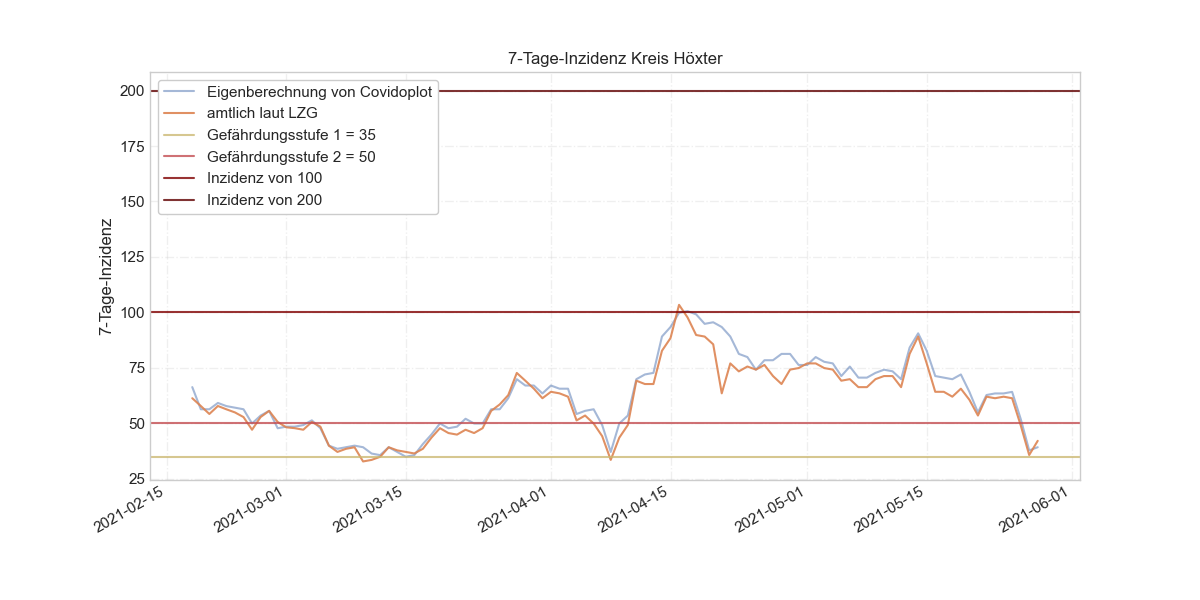 7-Tage-Inzidenz Kreis Höxter
Eigenberechnung von Covidoplot
amtlich laut LZG
Gefährdungsstufe 1 = 35
Gefährdungsstufe 2 = 50
Inzidenz von 100
Inzidenz von 200
7-Tage-Inzidenz
200
175
150
125
100
75
50
25
2021-02-15
2021-03-01
2021-03-15
2021-04-01
2021-04-15
2021-05-01
2021-05-15
2021-06-01